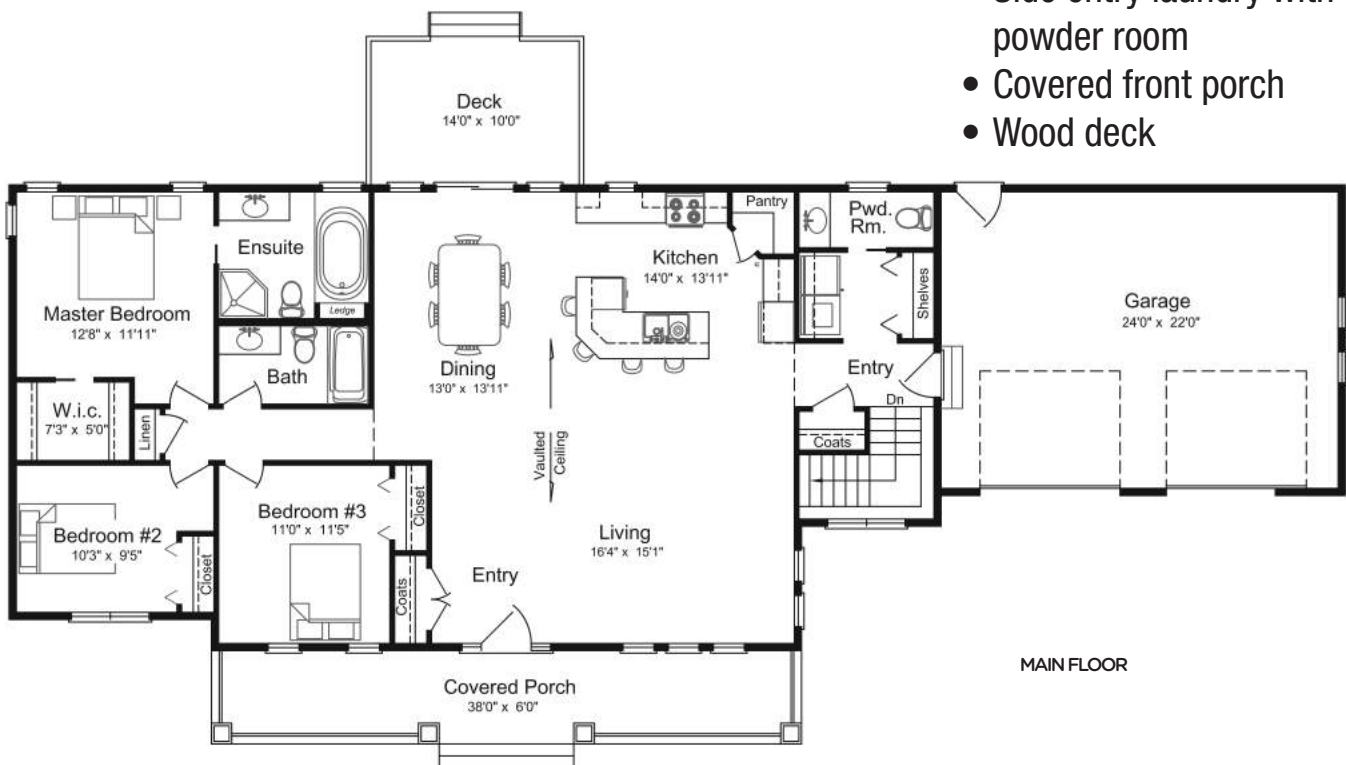 Side entry laundry with
powder room
• Covered front porch
• Wood deck
Deck
14'0" x 10'0"
Pantry
Pwd.
Rm.
Ensuite
Kitchen
14'0" x 13'11"
Shelves
Garage
24'0" x 22'0"
Master Bedroom
12'8" x 11'11"
Ledge
Bath
Dining
13'0" x 13'11"
Entry
Dn
W.i.c.
7'3" x 5'0"
Linen
Coats
Vaulted
Ceiling
Bedroom #2
10'3" x 9'5"
Closet
Bedroom #3
11'0" x 11'5"
Closet
Coats
Living
16'4" x 15'1"
Entry
Covered Porch
38'0" x 6'0"
MAIN FLOOR